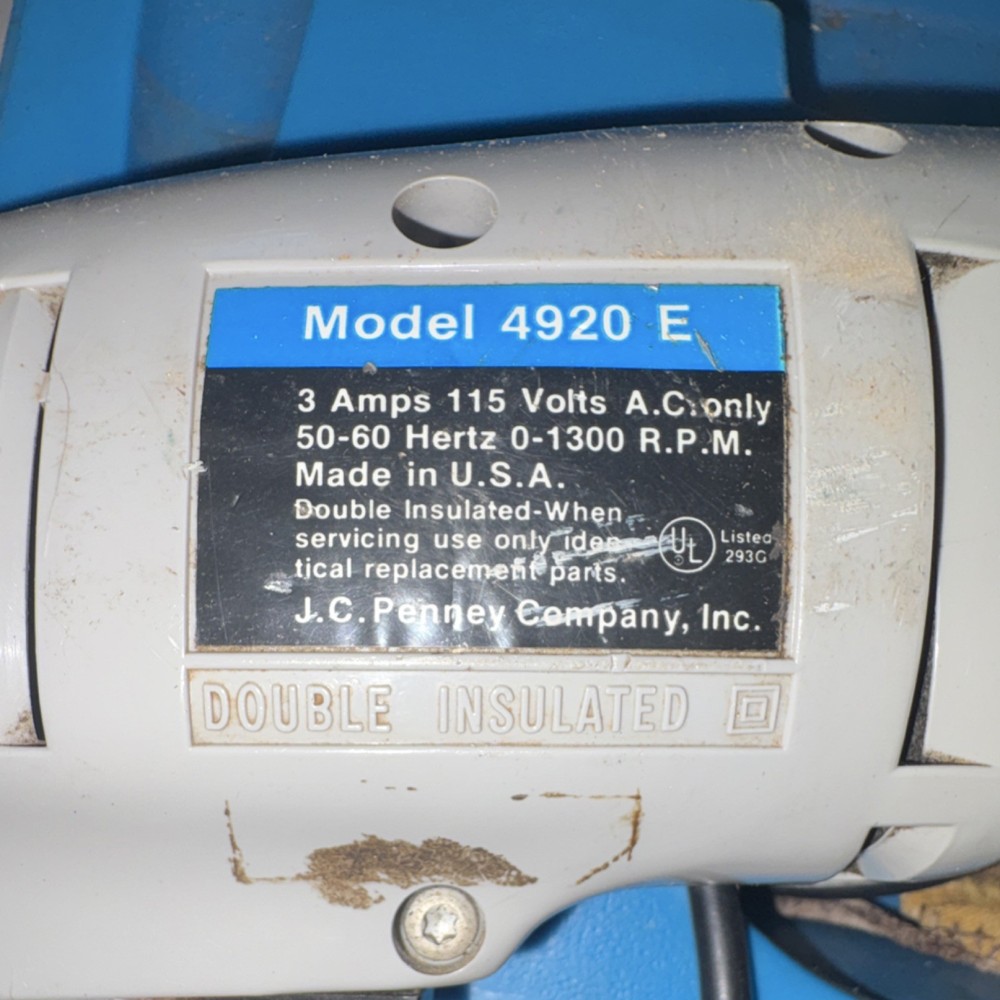 Model 4920 E
3 Amps 115 Volts A.C. only
50-60 Hertz 0-1300 R.P.M.
Made in U.S.A.
Double Insulated-When
servicing use only iden-
tical replacement parts.
UL Listed
293G
J.C. Penney Company, Inc.
DOUBLE INSULATED